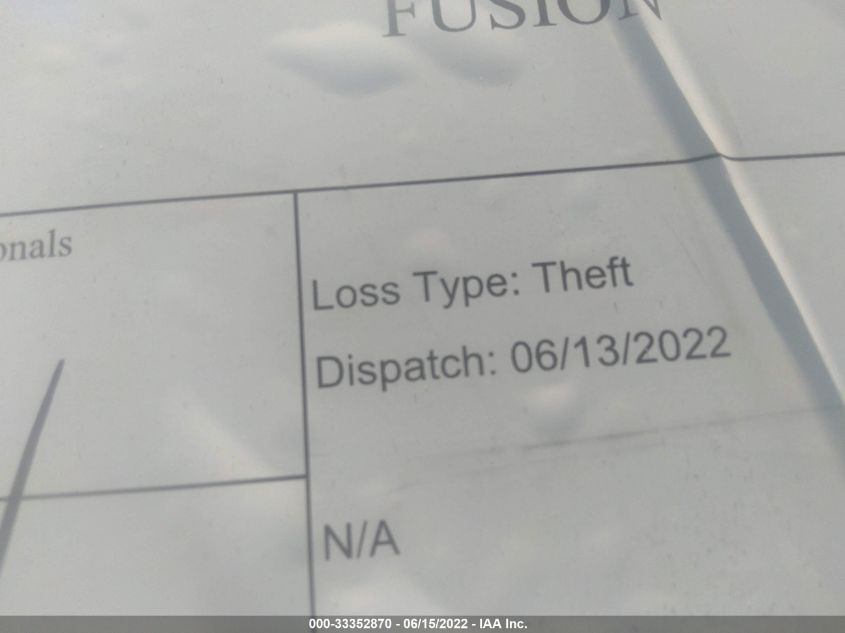 FUSION
onals
Loss Type: Theft
Dispatch: 06/13/2022
N/A
000-33352870 - 06/15/2022 - IAA Inc.